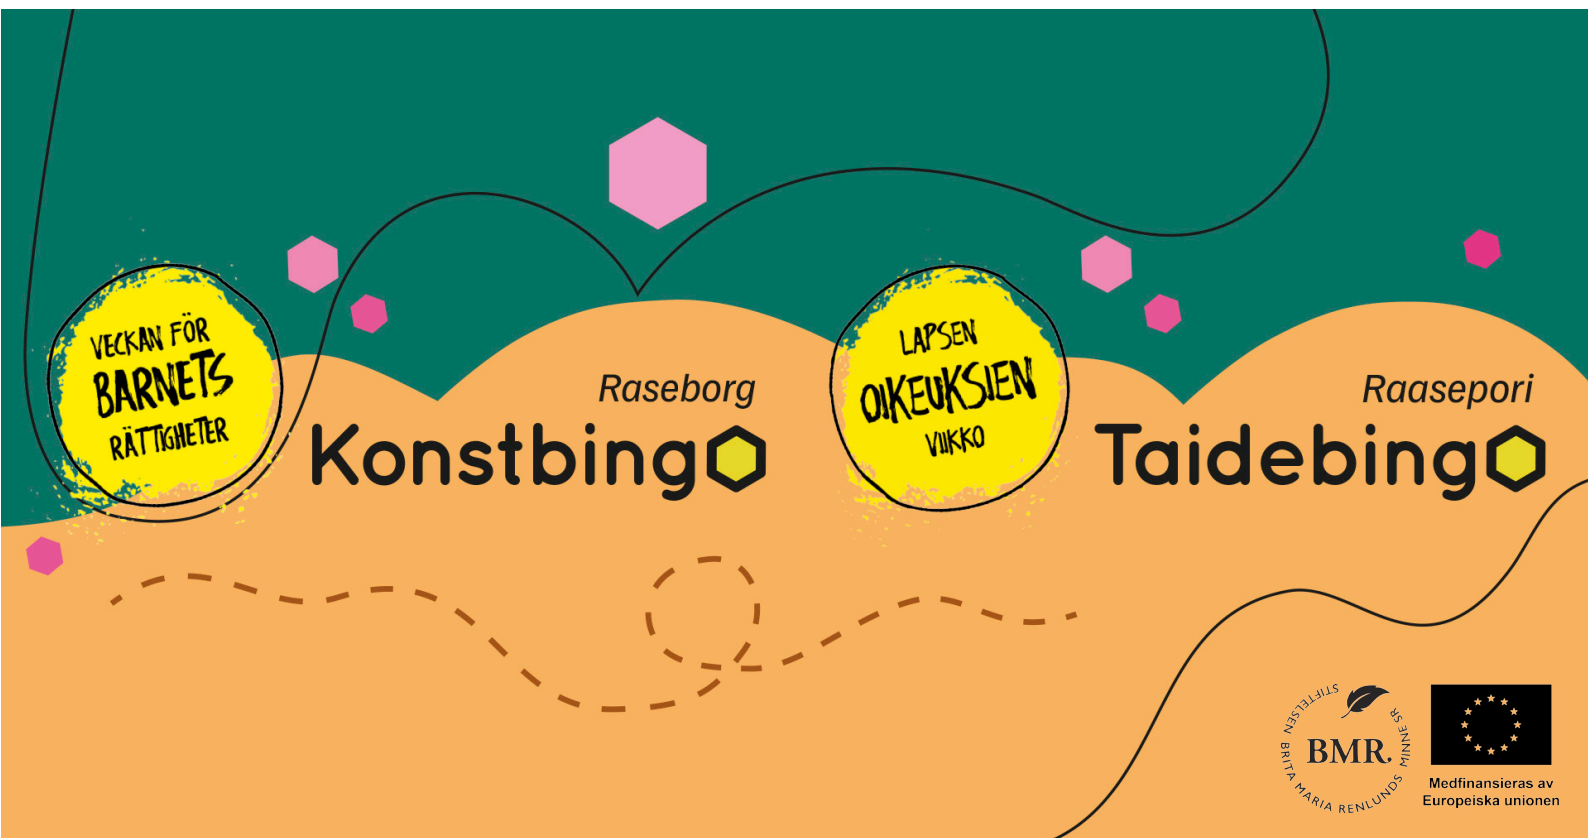 VECKAN FÖR
BARNETS
RÄTTIGHETER
Raseborg
Konstbingo
LAPSEN
OIKEUKSIEN
VIIKKO
Raasepori
Taidebingo
STIFTELSEN BRITA MARIA RENLUNDS MINNE SR
BMR.
Medfinansieras av
Europeiska unionen